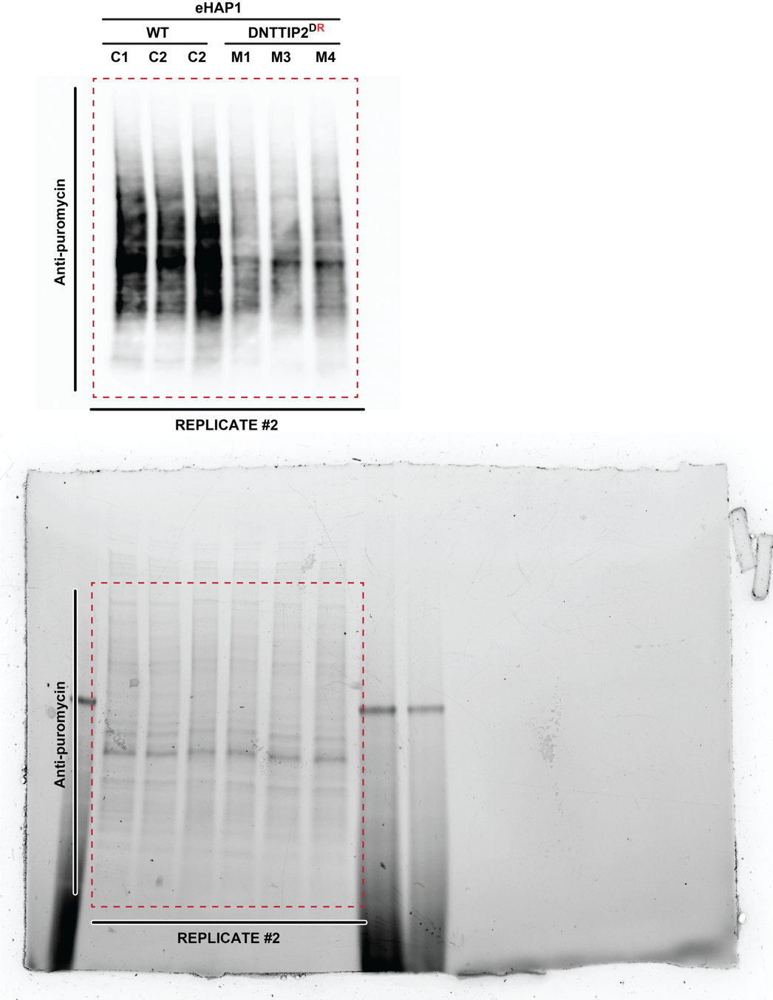 eHAP1
WT DNTTIP2DR
C1 C2 C2 M1 M3 M4
Anti-puromycin
REPLICATE #2
Anti-puromycin
REPLICATE #2